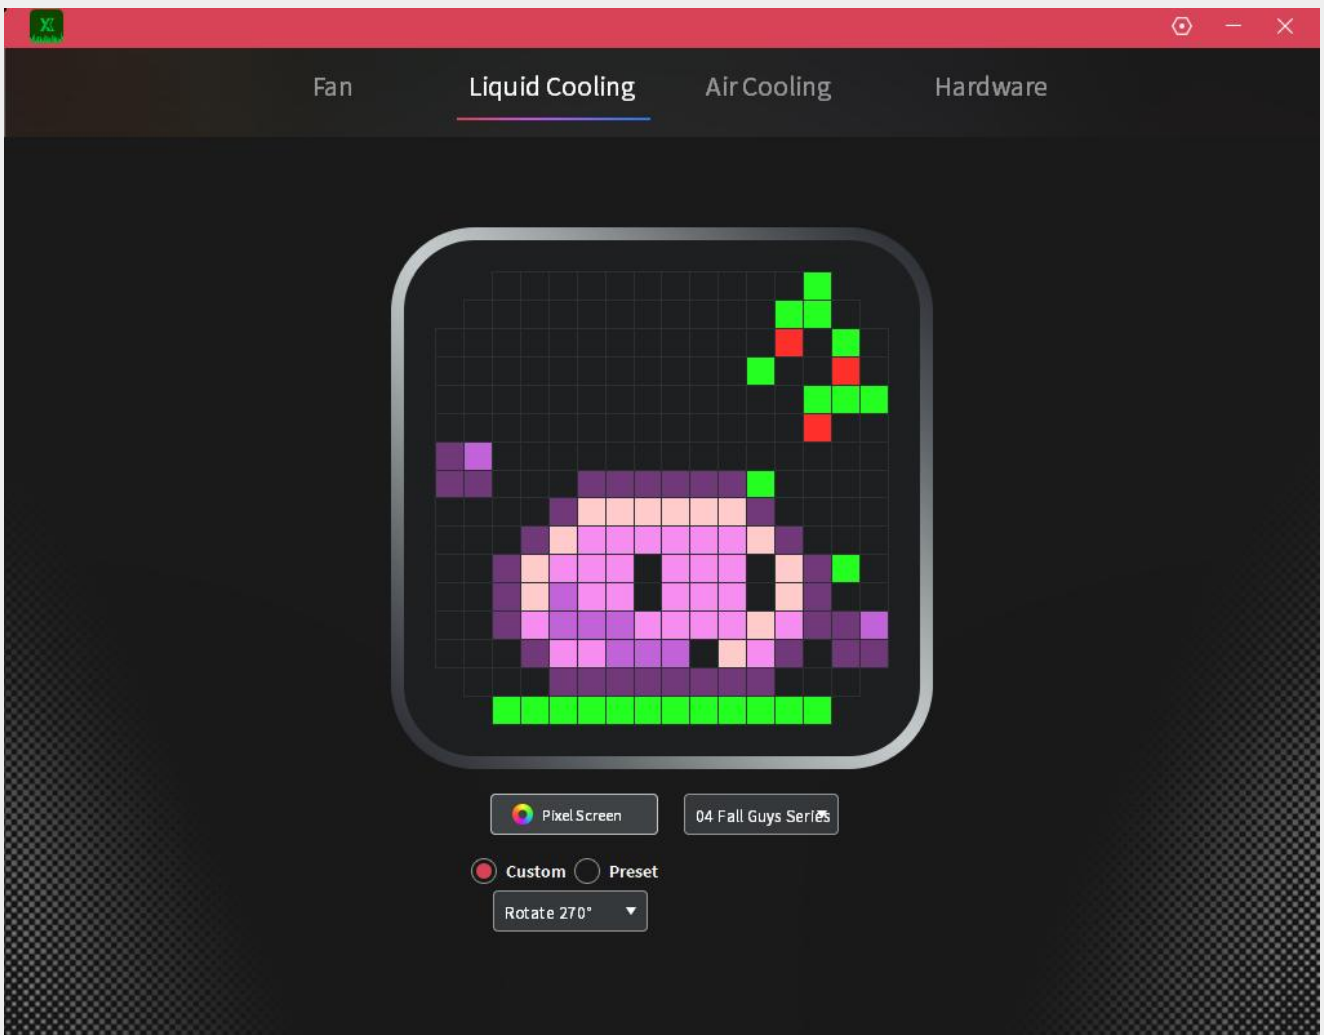 Fan Liquid Cooling Air Cooling Hardware
Pixel Screen 04 Fall Guys Series
Custom Preset
Rotate 270°